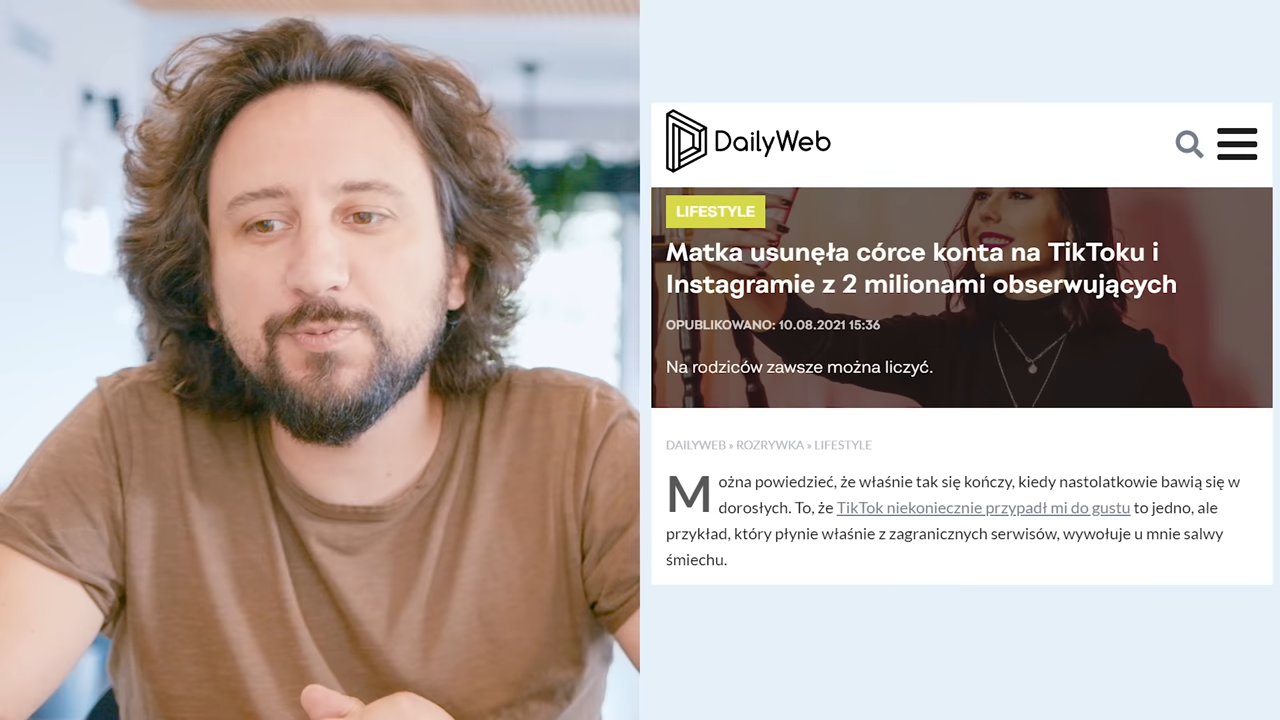 DailyWeb
LIFESTYLE
Matka usunęła córce konta na TikToku i
Instagramie z 2 milionami obserwujących
OPUBLIKOWANO: 10.08.2021 15:36
Na rodziców zawsze można liczyć.
DAILYWEB » ROZRYWKA » LIFESTYLE
Można powiedzieć, że właśnie tak się kończy, kiedy nastolatkowie bawią się w
dorosłych. To, że TikTok niekoniecznie przypadł mi do gustu to jedno, ale
przykład, który płynie właśnie z zagranicznych serwisów, wywołuje u mnie salwy
śmiechu.